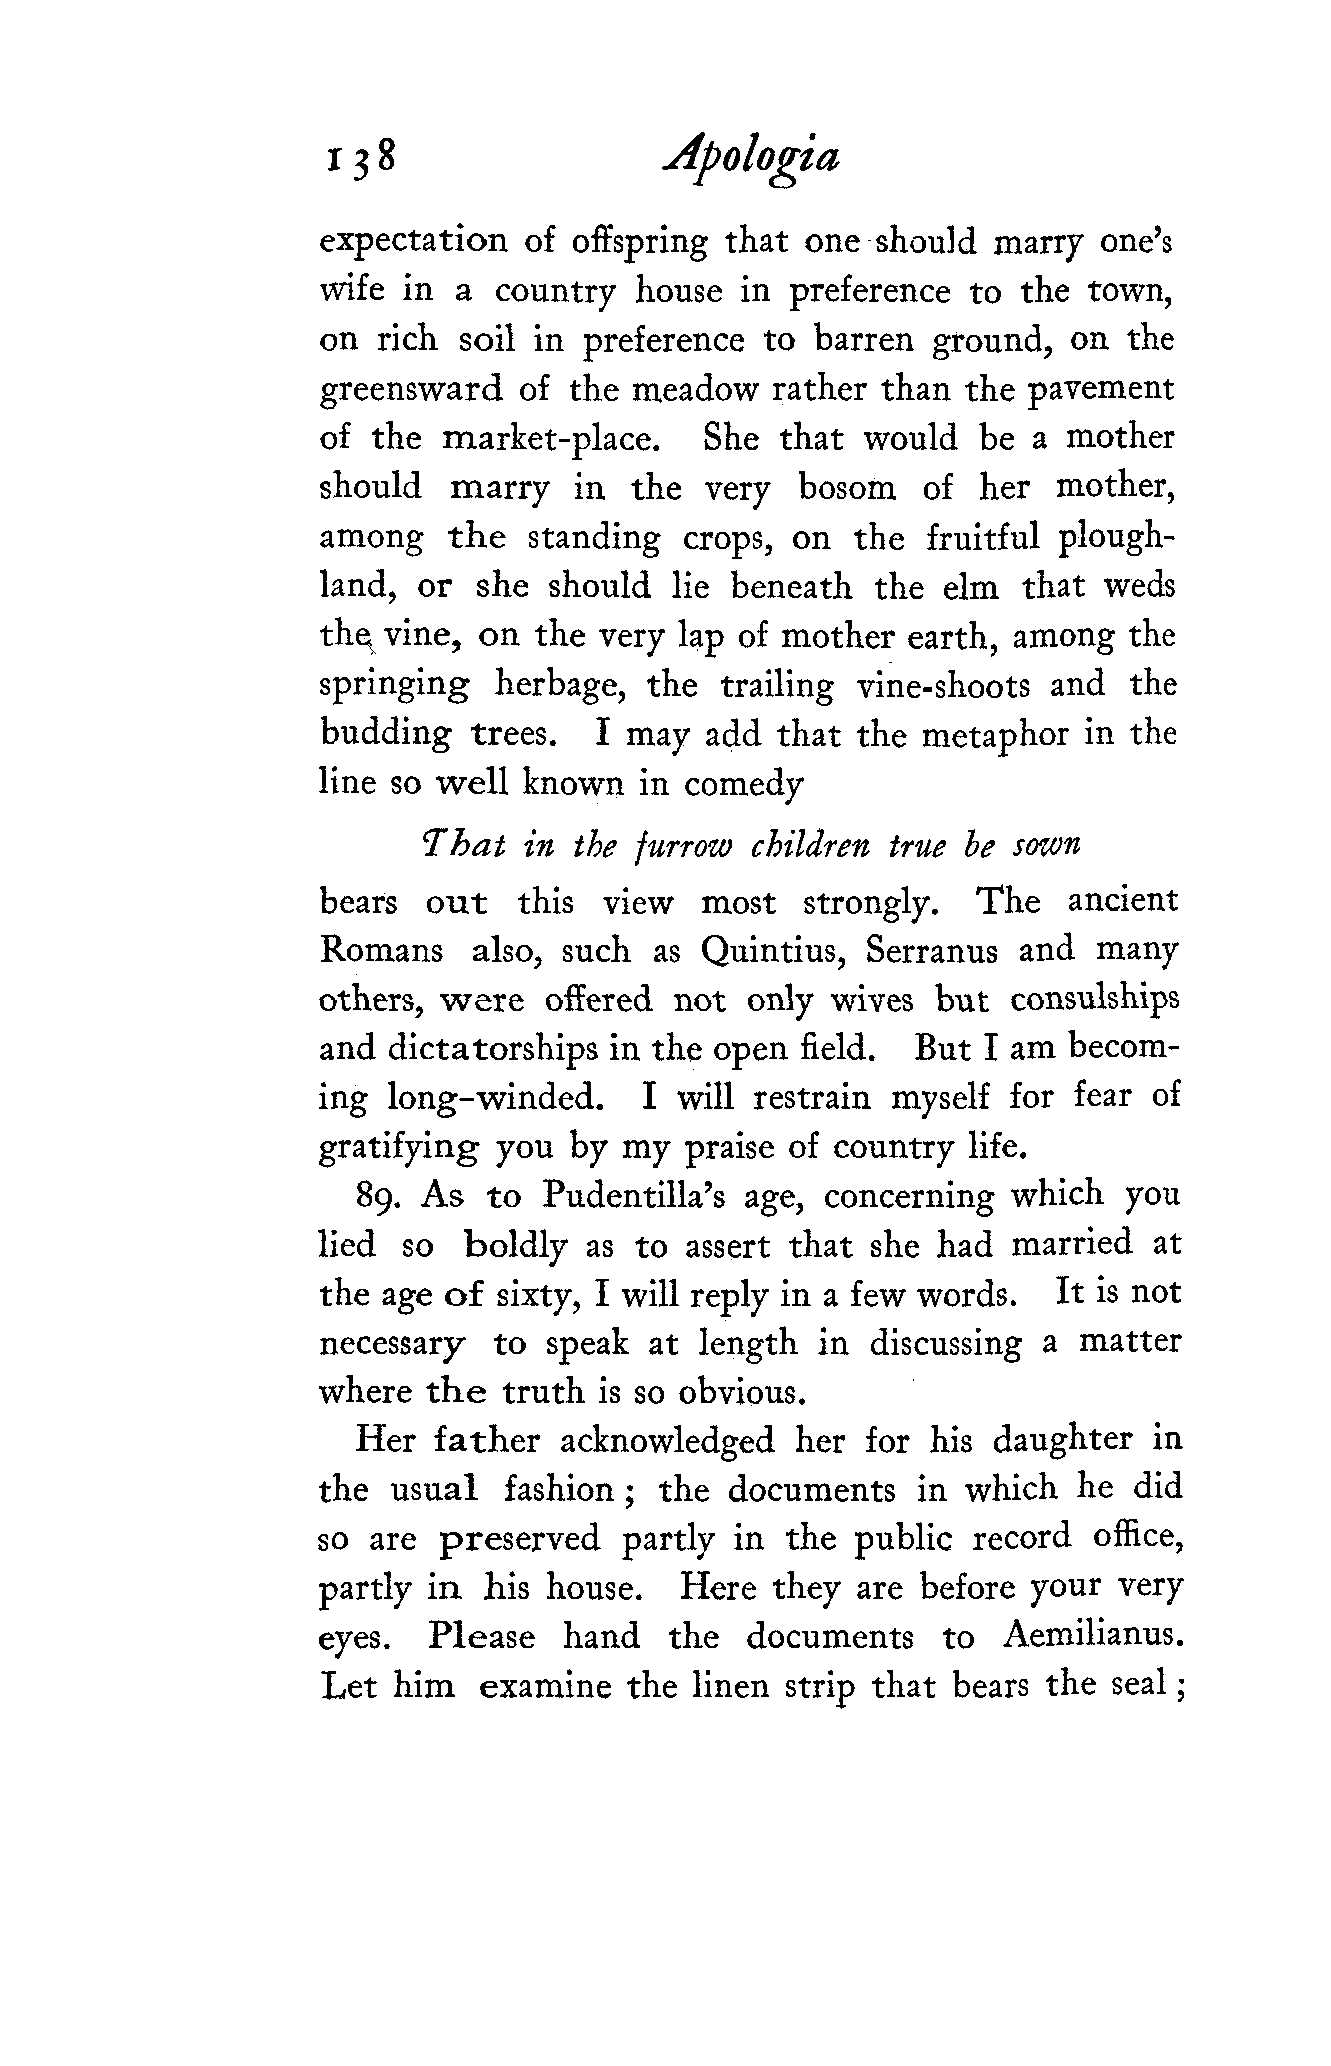 138 Apologia
expectation of offspring that one should marry one's
wife in a country house in preference to the town,
on rich soil in preference to barren ground, on the
greensward of the meadow rather than the pavement
of the market-place. She that would be a mother
should marry in the very bosom of her mother,
among the standing crops, on the fruitful plough-
land, or she should lie beneath the elm that weds
the vine, on the very lap of mother earth, among the
springing herbage, the trailing vine-shoots and the
budding trees. I may add that the metaphor in the
line so well known in comedy
That in the furrow children true be sown
bears out this view most strongly. The ancient
Romans also, such as Quintius, Serranus and many
others, were offered not only wives but consulships
and dictatorships in the open field. But I am becom-
ing long-winded. I will restrain myself for fear of
gratifying you by my praise of country life.
89. As to Pudentilla's age, concerning which you
lied so boldly as to assert that she had married at
the age of sixty, I will reply in a few words. It is not
necessary to speak at length in discussing a matter
where the truth is so obvious.
Her father acknowledged her for his daughter in
the usual fashion ; the documents in which he did
so are preserved partly in the public record office,
partly in his house. Here they are before your very
eyes. Please hand the documents to Aemilianus.
Let him examine the linen strip that bears the seal ;